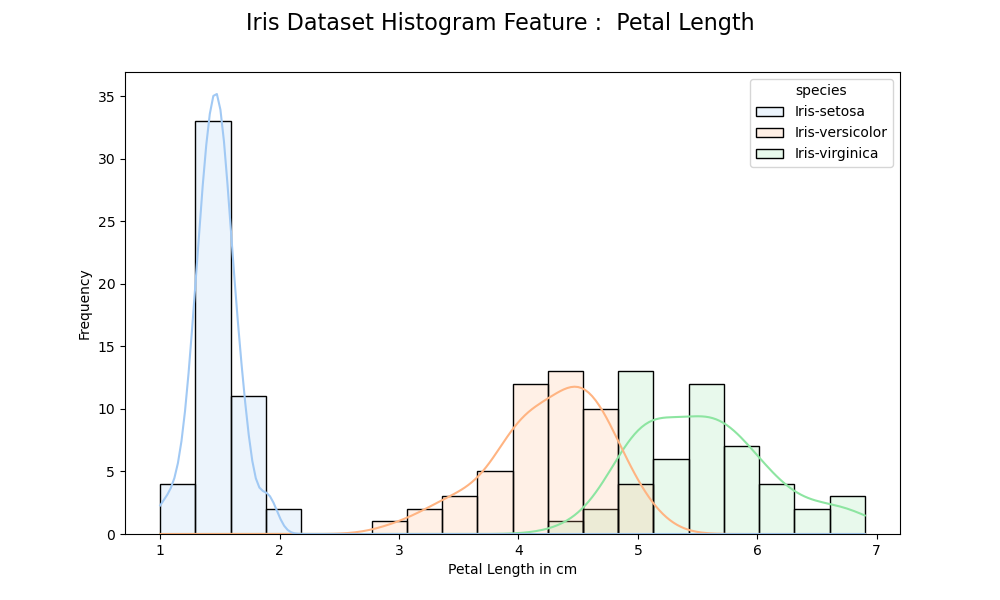 Iris Dataset Histogram Feature :  Petal Length
species
Iris-setosa
Iris-versicolor
Iris-virginica
35
30
25
20
15
10
5
0
Frequency
1 2 3 4 5 6 7
Petal Length in cm